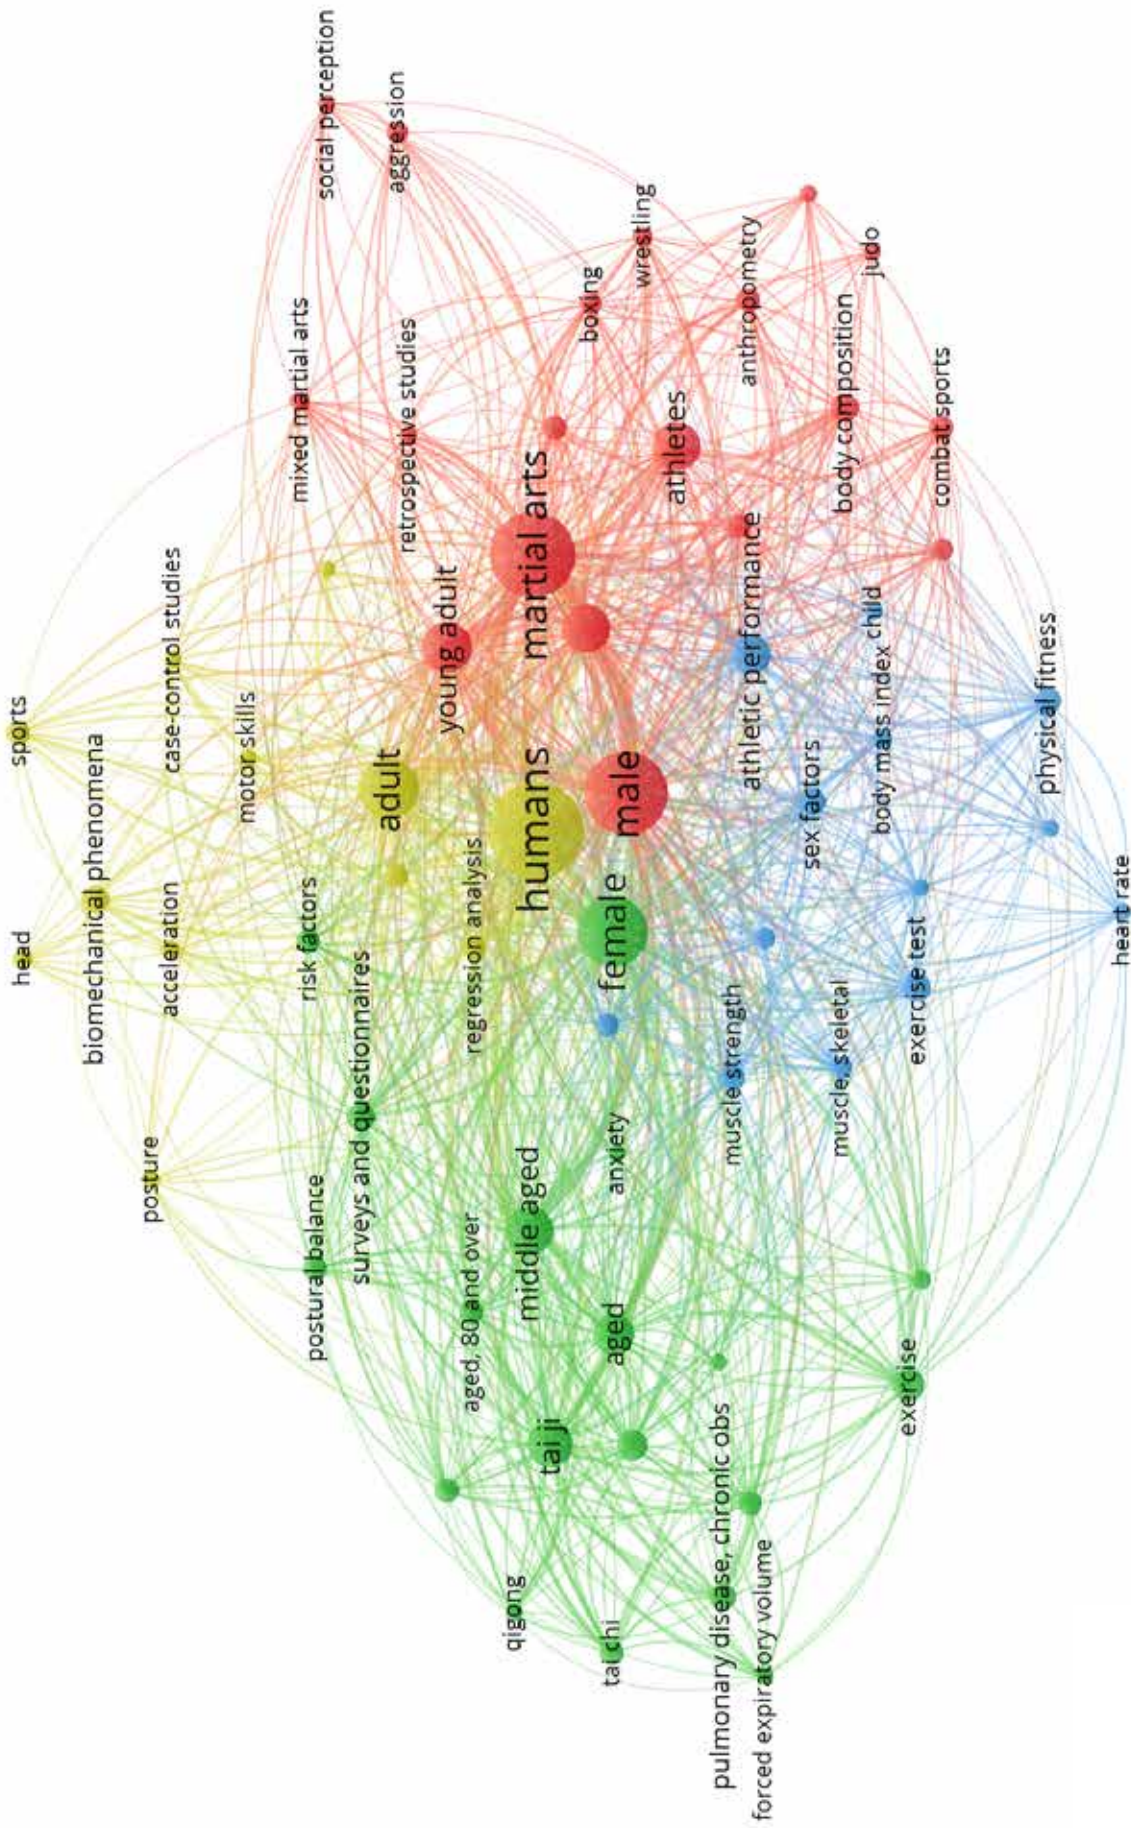 sports
head
biomechanical phenomena
case-control studies
motor skills
acceleration
posture
social perception
aggression
mixed martial arts
retrospective studies
risk factors
surveys and questionnaires
postural balance
adult
young adult
regression analysis
humans
martial arts
boxing
wrestling
athletes
anthropometry
judo
body composition
combat sports
male
female
middle aged
aged, 80 and over
anxiety
aged
tai ji
qigong
tai chi
pulmonary disease, chronic obs
forced expiratory volume
exercise
athletic performance
sex factors
body mass index
child
physical fitness
muscle strength
muscle, skeletal
exercise test
heart rate